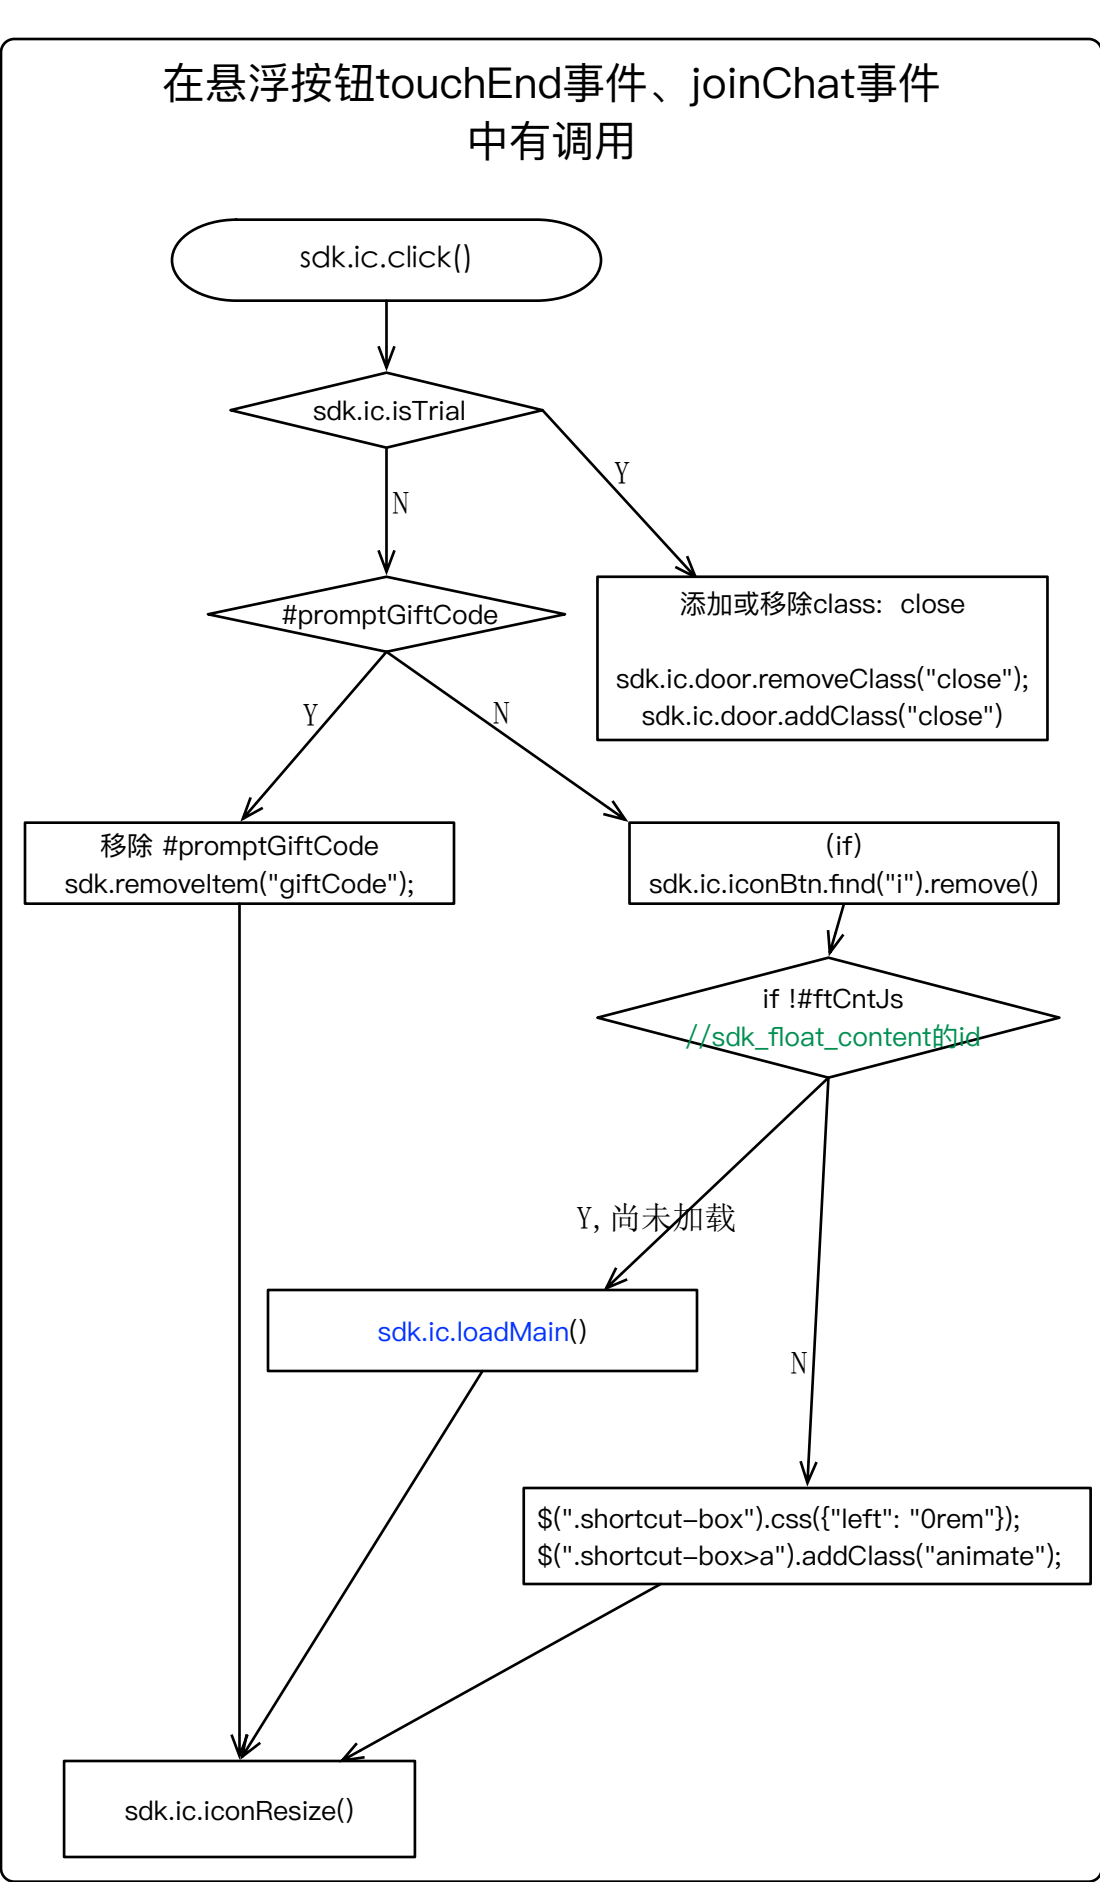 在悬浮按钮touchEnd事件、joinChat事件
中有调用
sdk.ic.click()
sdk.ic.isTrial
Y
N
添加或移除class: close
sdk.ic.door.removeClass("close");
sdk.ic.door.addClass("close")
#promptGiftCode
Y
N
移除 #promptGiftCode
sdk.removeItem("giftCode");
(if)
sdk.ic.iconBtn.find("i").remove()
if !#ftCntJs
//sdk_float_content的id
Y,尚未加载
sdk.ic.loadMain()
N
$(".shortcut-box").css({"left": "0rem"});
$(".shortcut-box>a").addClass("animate");
sdk.ic.iconResize()